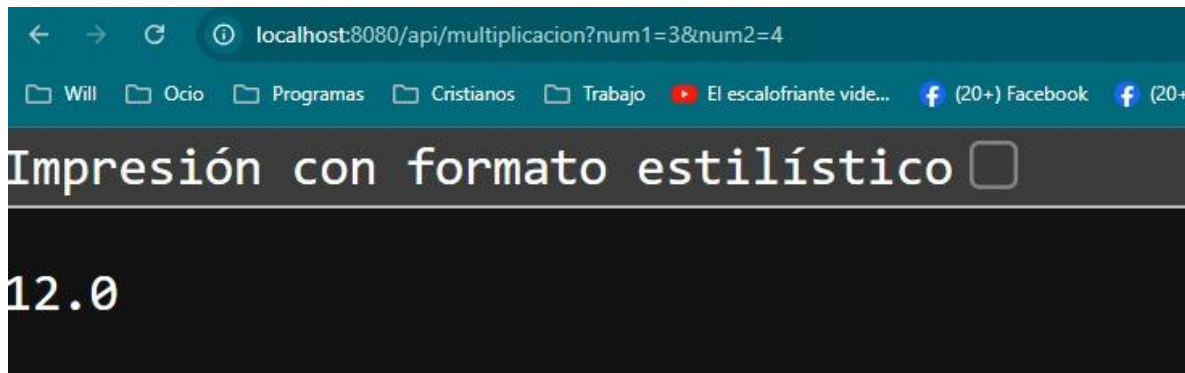 localhost:8080/api/multiplicacion?num1=3&num2=4
Will Ocio Programas Cristianos Trabajo El escalofriante vide... (20+) Facebook (20+
Impresión con formato estilístico
12.0